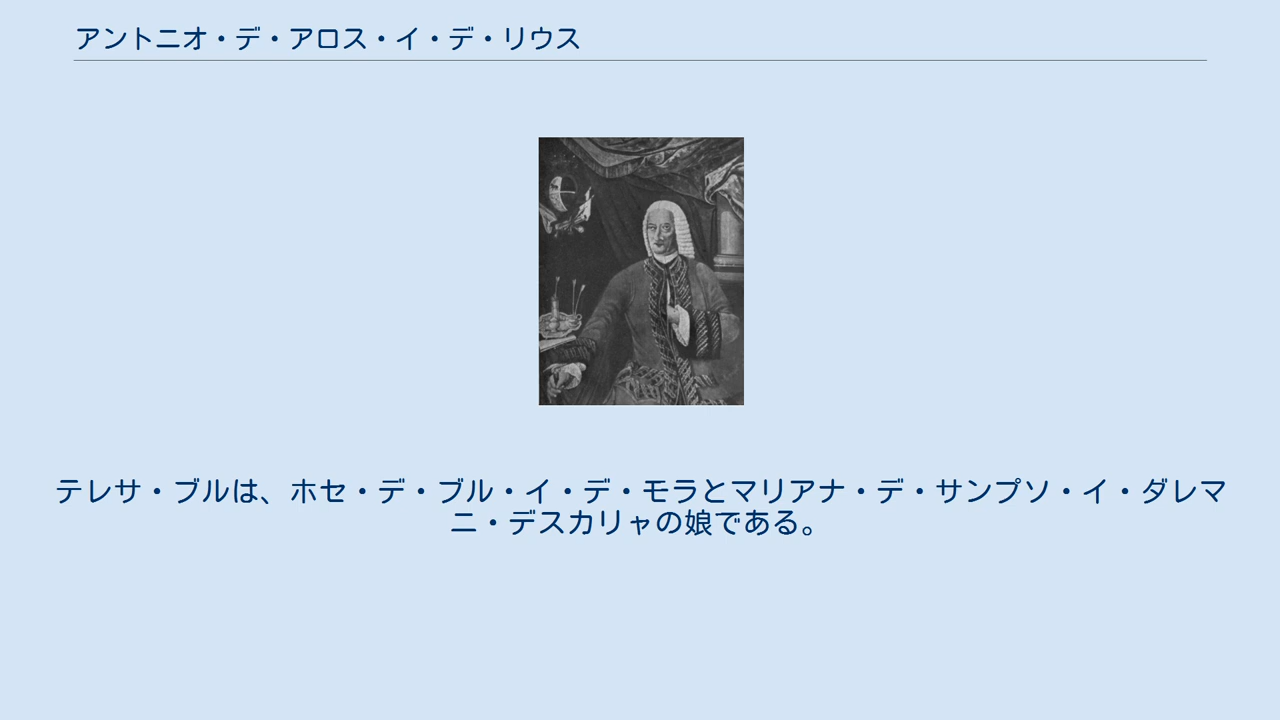 アントニオ・デ・アロス・イ・デ・リウス
テレサ・ブルは、ホセ・デ・ブル・イ・デ・モラとマリアナ・デ・サンプソ・イ・ダレマ
ニ・デスカリャの娘である。